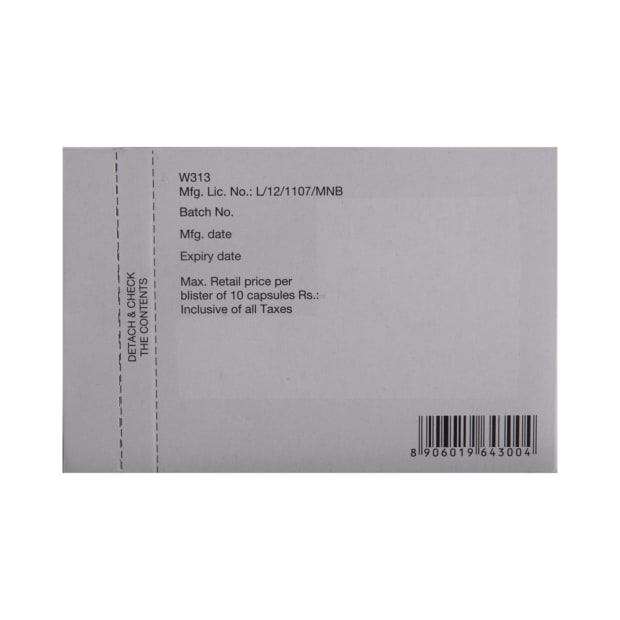 W313
Mfg. Lic. No.: L/12/1107/MNB
Batch No.
Mfg. date
Expiry date
Max. Retail price per
blister of 10 capsules Rs.:
Inclusive of all Taxes
DETACH & CHECK
THE CONTENTS
8 906019 643004